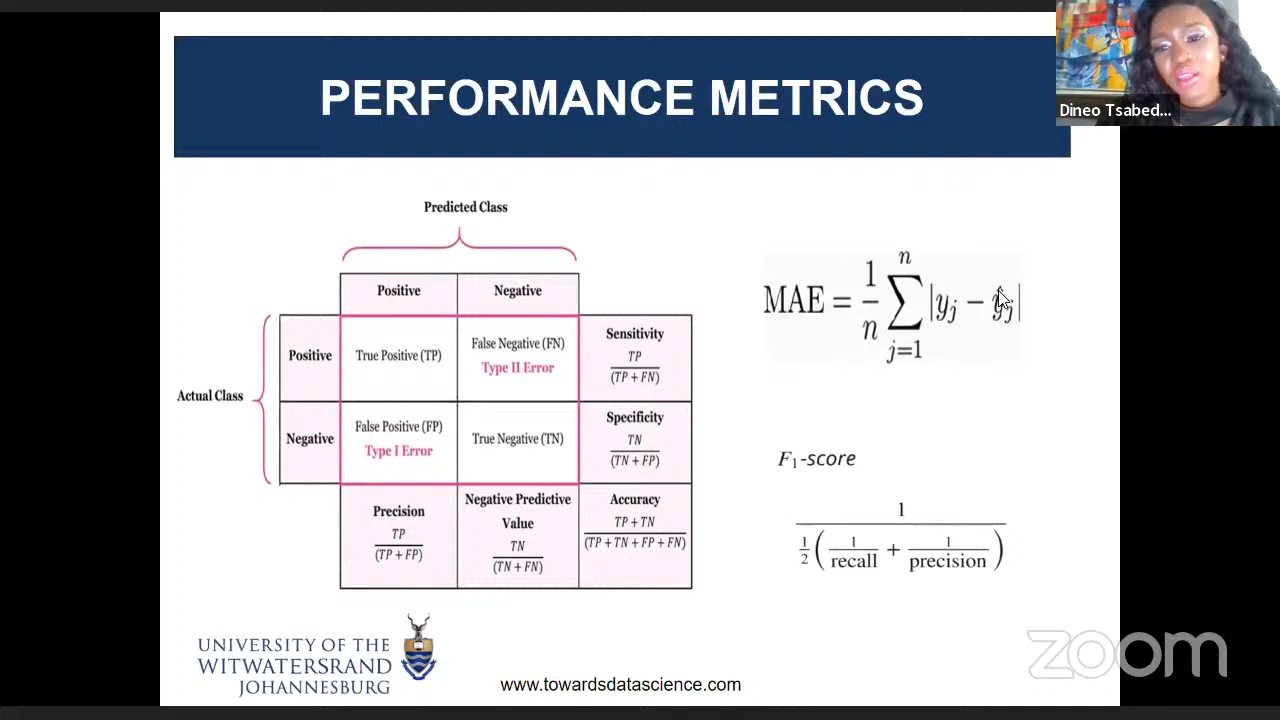 PERFORMANCE METRICS
Dineo Tsabed...
Predicted Class
Positive
Negative
Actual Class
Positive
True Positive (TP)
False Negative (FN)
Type II Error
Sensitivity
TP
(TP + FN)
Negative
False Positive (FP)
Type I Error
True Negative (TN)
Specificity
TN
(TN + FP)
Precision
TP
(TP + FP)
Negative Predictive
Value
TN
(TN + FN)
Accuracy
TP + TN
(TP + TN + FP + FN)
MAE = 1/n ∑ n j=1 |y_j − ŷ_j|
F₁-score
1
1/2 ( 1/recall + 1/precision )
UNIVERSITY OF THE
WITWATERSRAND
JOHANNESBURG
www.towardsdatascience.com
zoom